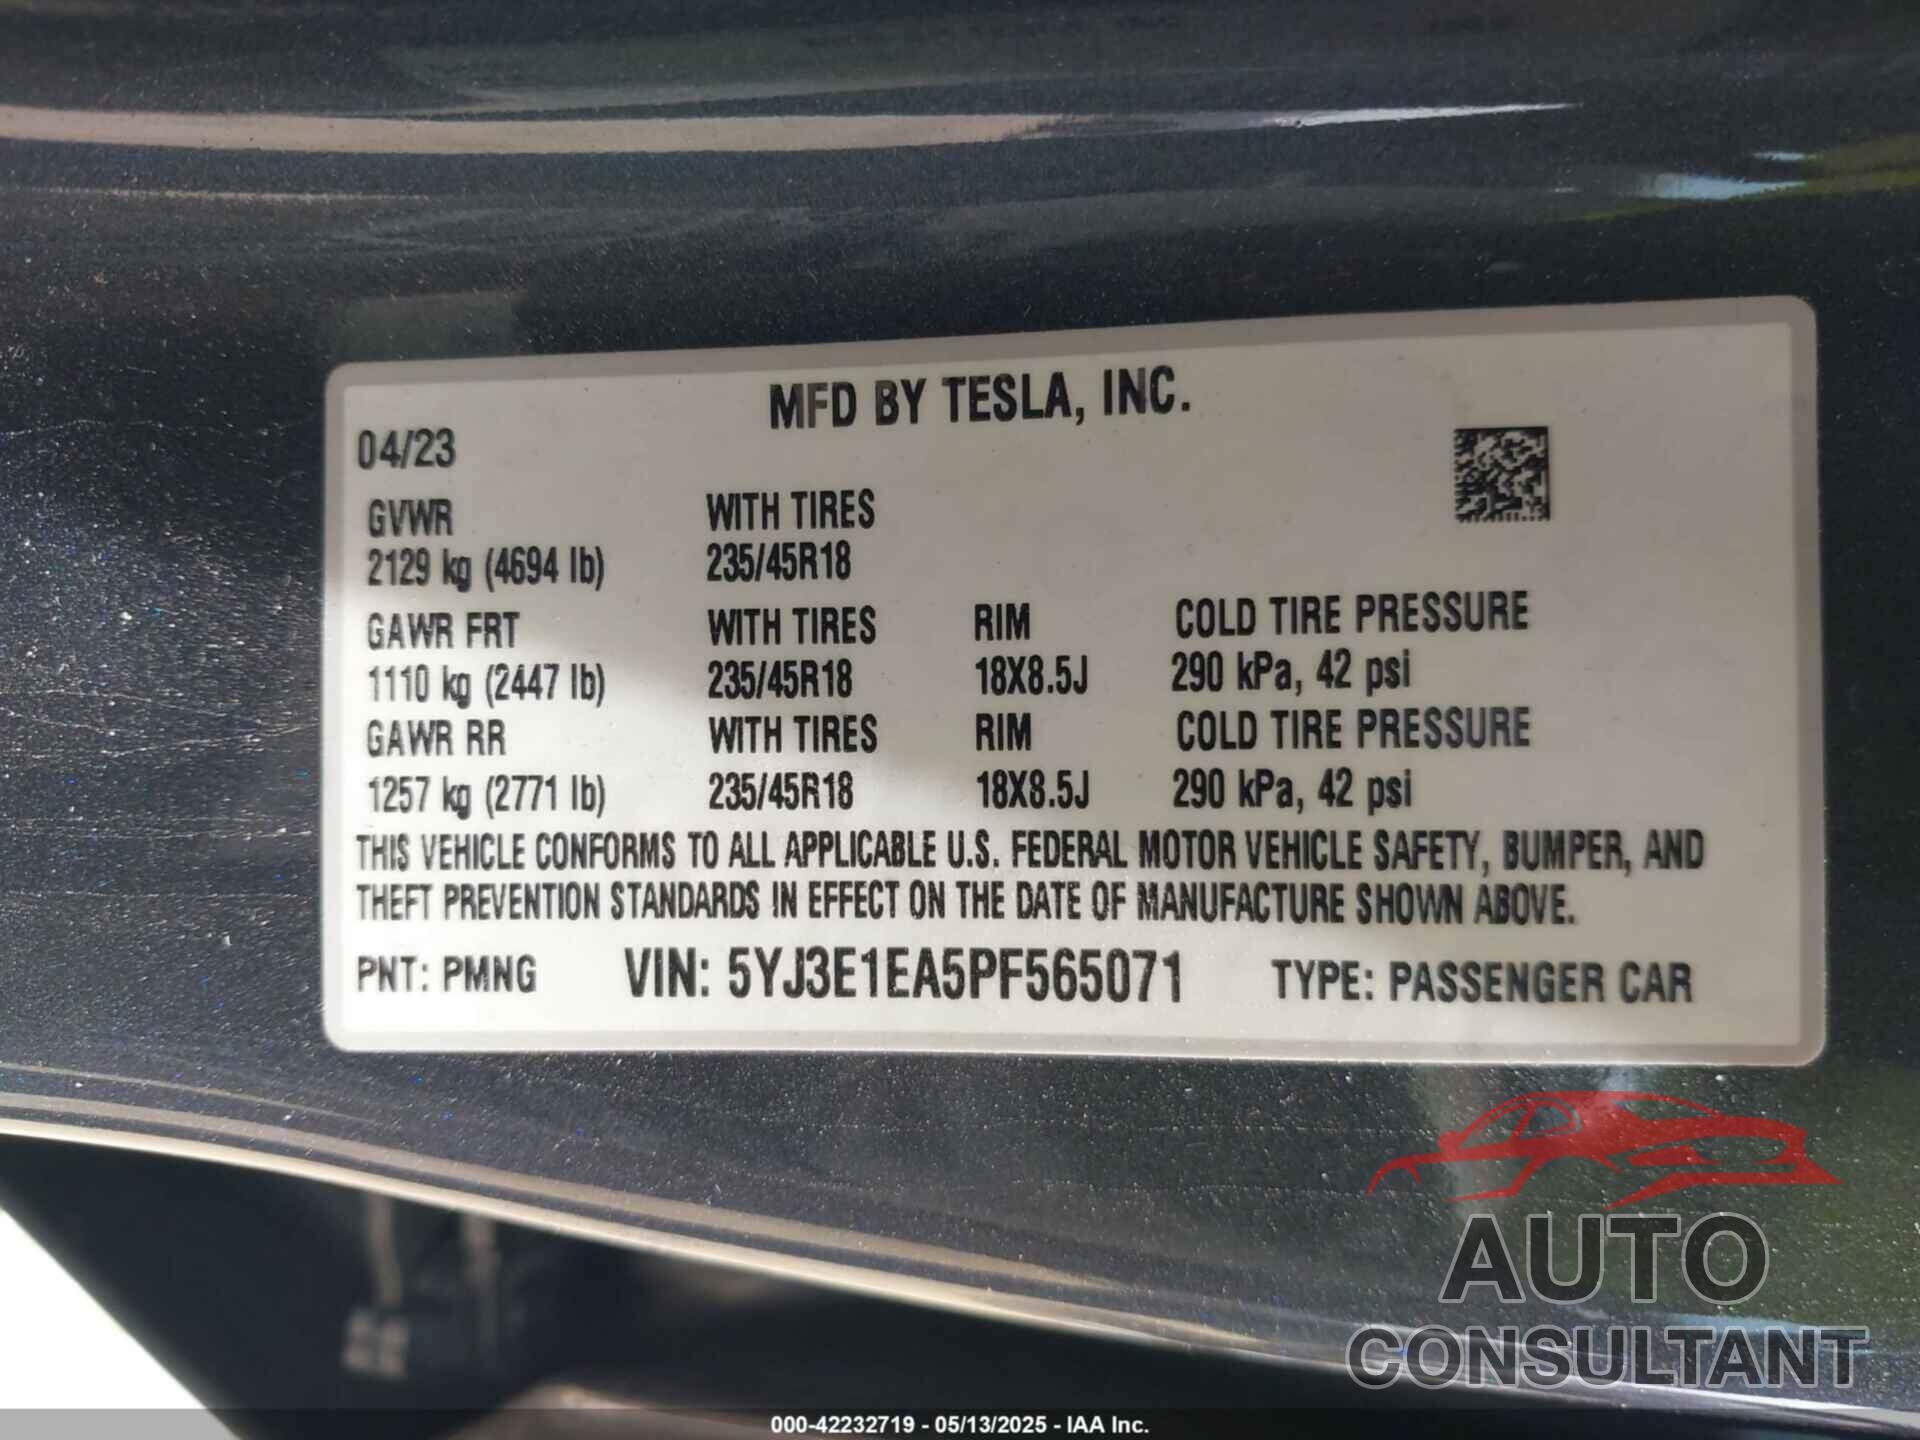 MFD BY TESLA, INC.
04/23
GVWR WITH TIRES
2129 kg (4694 lb) 235/45R18
GAWR FRT WITH TIRES RIM COLD TIRE PRESSURE
1110 kg (2447 lb) 235/45R18 18X8.5J 290 kPa, 42 psi
GAWR RR WITH TIRES RIM COLD TIRE PRESSURE
1257 kg (2771 lb) 235/45R18 18X8.5J 290 kPa, 42 psi
THIS VEHICLE CONFORMS TO ALL APPLICABLE U.S. FEDERAL MOTOR VEHICLE SAFETY, BUMPER, AND
THEFT PREVENTION STANDARDS IN EFFECT ON THE DATE OF MANUFACTURE SHOWN ABOVE.
PNT: PMNG VIN: 5YJ3E1EA5PF565071 TYPE: PASSENGER CAR
AUTO
CONSULTANT
000-42232719 - 05/13/2025 - IAA Inc.